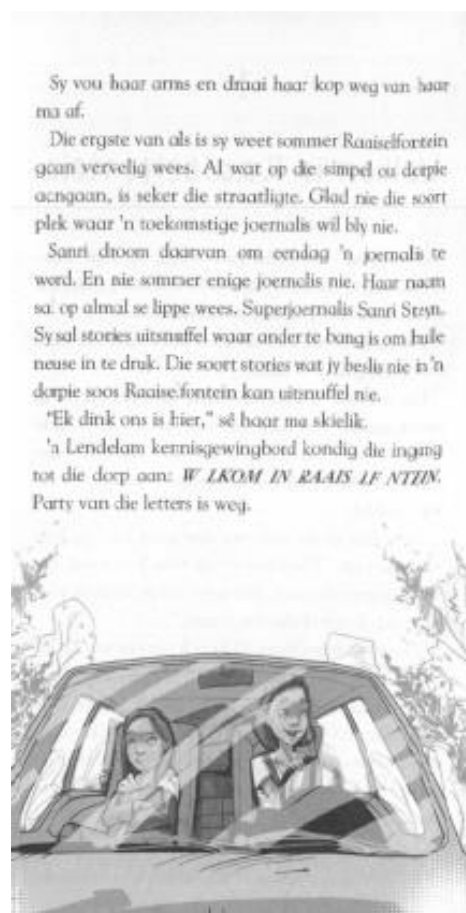 Sy vou haar arms en draai haar kop weg van haar
ma af.
Die ergste van als is sy weet sommer Raaiselfontein
gaan vervelig wees. Al wat op die simpel ou dorpie
aangaan, is seker die straatligte. Glad nie die soort
plek waar 'n toekomstige joernalis wil bly nie.
Sanri droom daarvan om eendag 'n joernalis te
word. En nie sommer enige joernalis nie. Haar naam
sal op almal se lippe wees. Superjoernalis Sanri Steyn.
Sy sal stories uitsnuffel waar ander te bang is om hulle
neuse in te druk. Die soort stories wat jy beslis nie in 'n
dorpie soos Raaiselfontein kan uitsnuffel nie.
"Ek dink ons is hier," sê haar ma skielik.
'n Lendelam kennisgewingbord kondig die ingang
tot die dorp aan: W LKOM IN RAAIS LF NTEIN.
Party van die letters is weg.